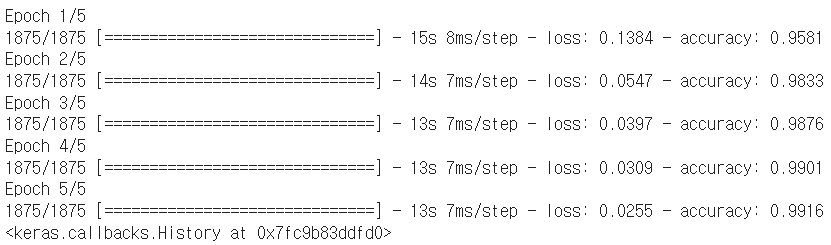 Epoch 1/5
1875/1875 [==============================] - 15s 8ms/step - loss: 0.1384 - accuracy: 0.9581
Epoch 2/5
1875/1875 [==============================] - 14s 7ms/step - loss: 0.0547 - accuracy: 0.9833
Epoch 3/5
1875/1875 [==============================] - 13s 7ms/step - loss: 0.0397 - accuracy: 0.9876
Epoch 4/5
1875/1875 [==============================] - 13s 7ms/step - loss: 0.0309 - accuracy: 0.9901
Epoch 5/5
1875/1875 [==============================] - 13s 7ms/step - loss: 0.0255 - accuracy: 0.9916
<keras.callbacks.History at 0x7fc9b83ddfd0>